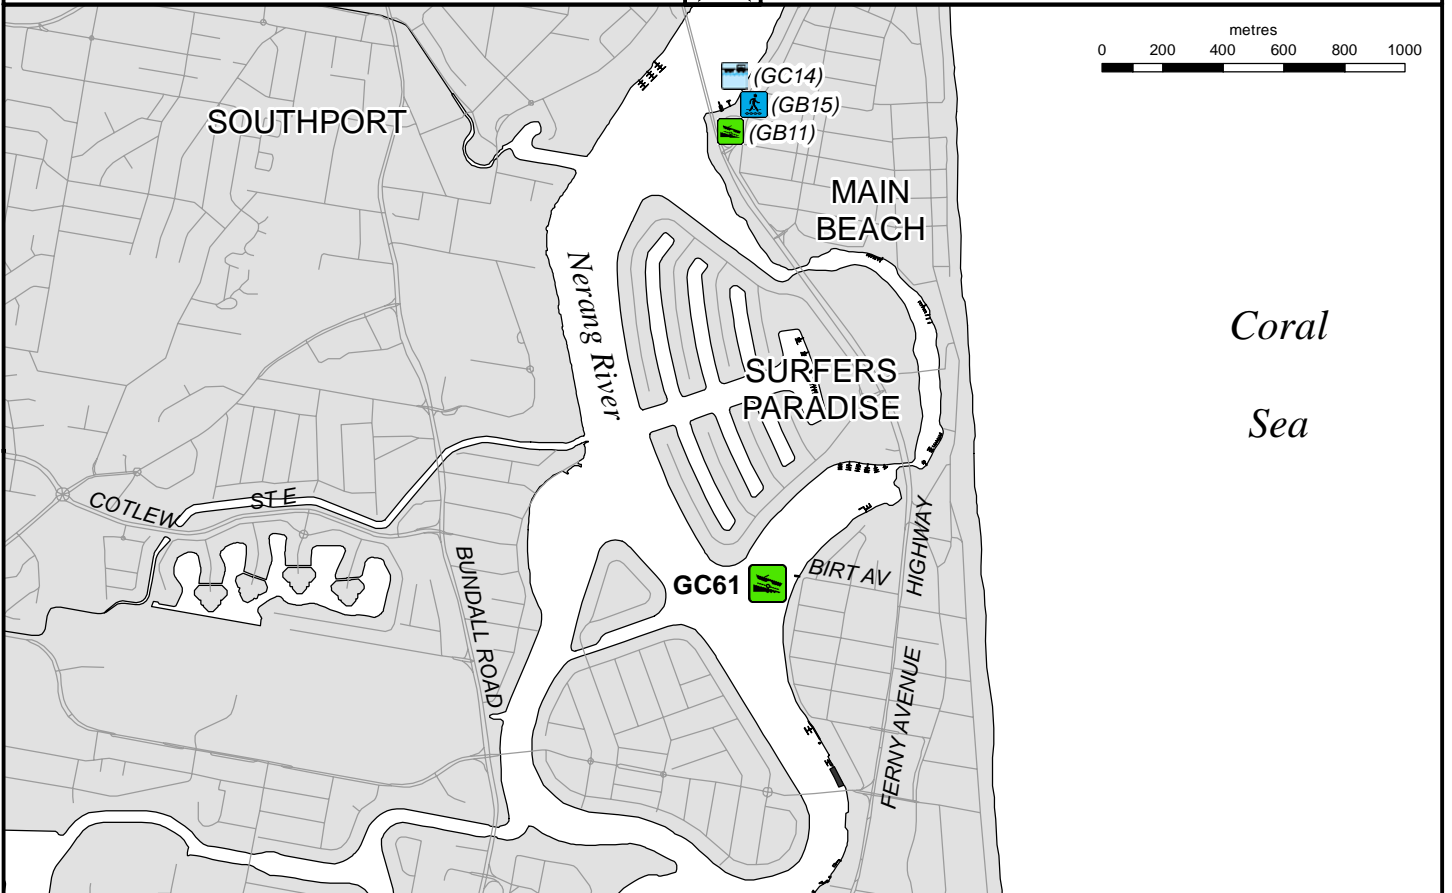 metres
0 200 400 600 800 1000
(GC14)
(GB15)
(GB11)
SOUTHPORT
MAIN
BEACH
Nerang River
Coral
Sea
SURFERS
PARADISE
COTLEW ST E
BUNDALL ROAD
GC61
BIRT AV
HIGHWAY
FERNY AVENUE